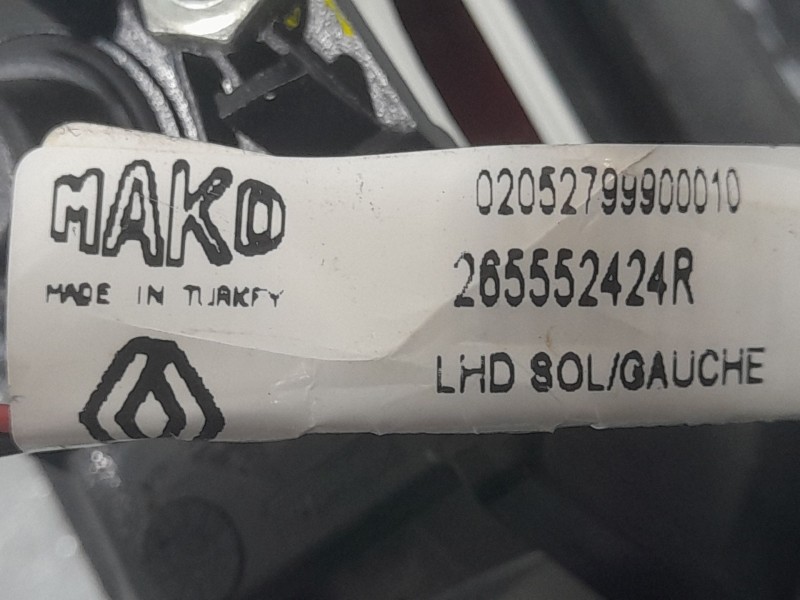 MAKO
MADE IN TURKEY
02052799900010
265552424R
LHD SOL/GAUCHE